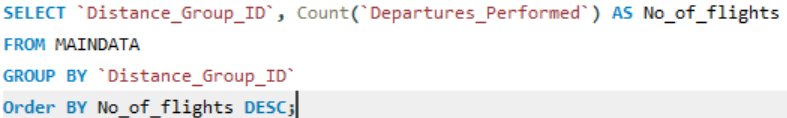 SELECT `Distance_Group_ID`, Count(`Departures_Performed`) AS No_of_flights
FROM MAINDATA
GROUP BY `Distance_Group_ID`
Order BY No_of_flights DESC;